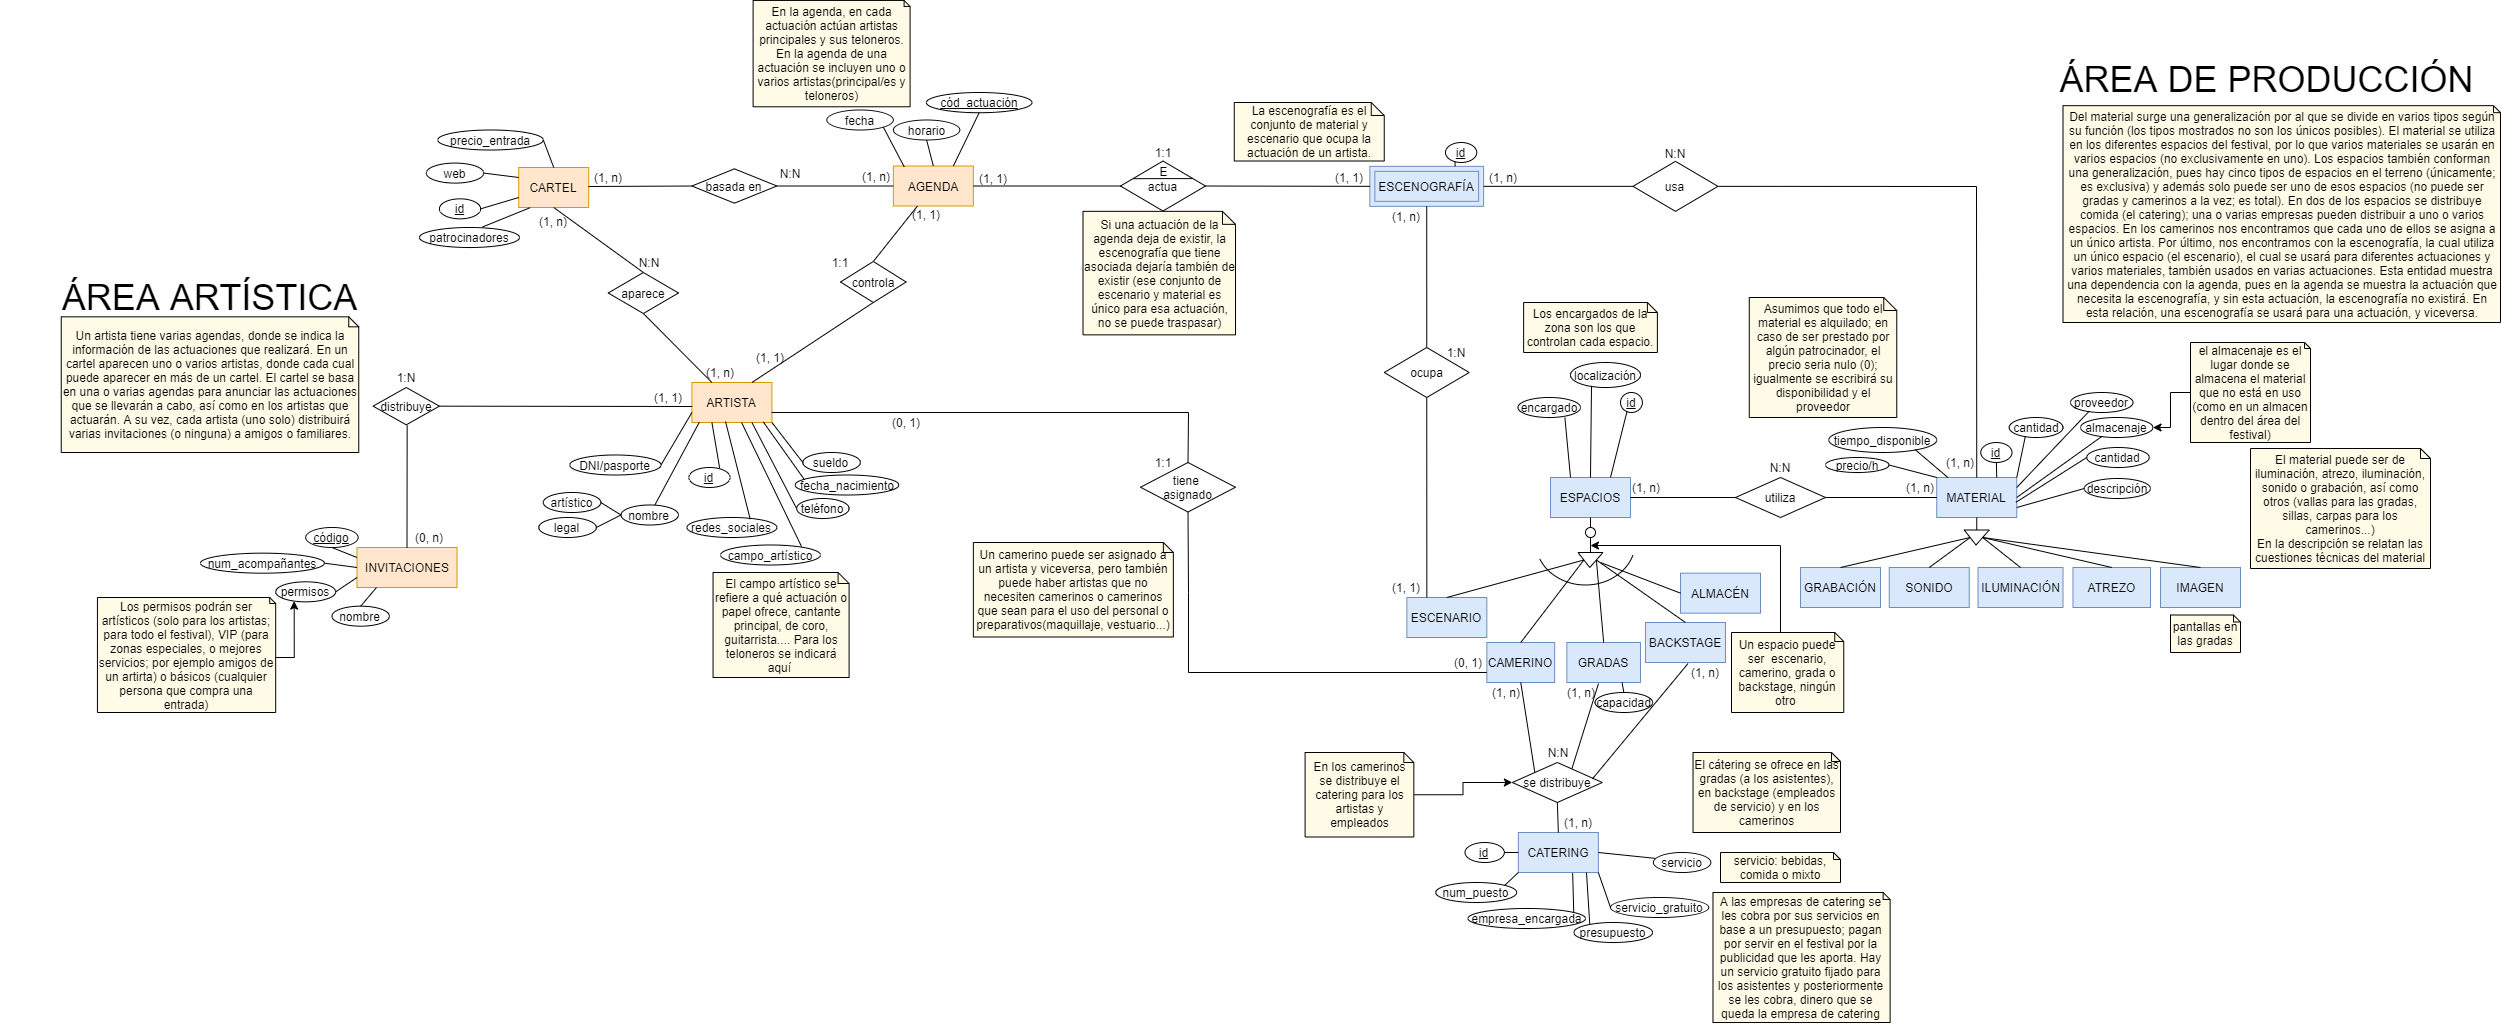 En la agenda, en cada
actuación actúan artistas
principales y sus teloneros.
En la agenda de una
actuación se incluyen uno o
varios artistas(principal/es y
teloneros)
cód_actuación
fecha
horario
precio_entrada
web
id
patrocinadores
CARTEL
(1, n)
(1, n)
basada en
N:N
(1, n)
AGENDA
(1, 1)
(1, 1)
1:1
E
actua
(1, 1)
La escenografía es el
conjunto de material y
escenario que ocupa la
actuación de un artista.
id
ESCENOGRAFÍA
(1, n)
(1, n)
N:N
usa
Si una actuación de la
agenda deja de existir, la
escenografía que tiene
asociada dejaría también de
existir (ese conjunto de
escenario y material es
único para esa actuación,
no se puede traspasar)
ÁREA DE PRODUCCIÓN
Del material surge una generalización por al que se divide en varios tipos según
su función (los tipos mostrados no son los únicos posibles). El material se utiliza
en los diferentes espacios del festival, por lo que varios materiales se usarán en
varios espacios (no exclusivamente en uno). Los espacios también conforman
una generalización, pues hay cinco tipos de espacios en el terreno (únicamente;
es exclusiva) y además solo puede ser uno de esos espacios (no puede ser
gradas y camerinos a la vez; es total). En dos de los espacios se distribuye
comida (el catering); una o varias empresas pueden distribuir a uno o varios
espacios. En los camerinos nos encontramos que cada uno de ellos se asigna a
un único artista. Por último, nos encontramos con la escenografía, la cual utiliza
un único espacio (el escenario), el cual se usará para diferentes actuaciones y
varios materiales, también usados en varias actuaciones. Esta entidad muestra
una dependencia con la agenda, pues en la agenda se muestra la actuación que
necesita la escenografía, y sin esta actuación, la escenografía no existirá. En
esta relación, una escenografía se usará para una actuación, y viceversa.
ÁREA ARTÍSTICA
Un artista tiene varias agendas, donde se indica la
información de las actuaciones que realizará. En un
cartel aparecen uno o varios artistas, donde cada cual
puede aparecer en más de un cartel. El cartel se basa
en una o varias agendas para anunciar las actuaciones
que se llevarán a cabo, así como en los artistas que
actuarán. A su vez, cada artista (uno solo) distribuirá
varias invitaciones (o ninguna) a amigos o familiares.
N:N
aparece
1:1
controla
(1, 1)
(1, n)
1:N
distribuye
(1, 1)
ARTISTA
(0, 1)
DNI/pasporte
id
artístico
legal
nombre
redes_sociales
campo_artístico
teléfono
fecha_nacimiento
sueldo
El campo artístico se
refiere a qué actuación o
papel ofrece, cantante
principal, de coro,
guitarrista.... Para los
teloneros se indicará
aquí
(0, n)
código
num_acompañantes
permisos
nombre
INVITACIONES
Los permisos podrán ser
artísticos (solo para los artistas;
para todo el festival), VIP (para
zonas especiales, o mejores
servicios; por ejemplo amigos de
un artirta) o básicos (cualquier
persona que compra una
entrada)
1:1
tiene
asignado
Un camerino puede ser asignado a
un artista y viceversa, pero también
puede haber artistas que no
necesiten camerinos o camerinos
que sean para el uso del personal o
preparativos(maquillaje, vestuario...)
1:N
ocupa
Los encargados de la
zona son los que
controlan cada espacio.
localización
encargado
id
ESPACIOS
(1, n)
N:N
utiliza
(1, n)
Asumimos que todo el
material es alquilado; en
caso de ser prestado por
algún patrocinador, el
precio seria nulo (0);
igualmente se escribirá su
disponibilidad y el
proveedor
el almacenaje es el
lugar donde se
almacena el material
que no está en uso
(como en un almacen
dentro del área del
festival)
tiempo_disponible
precio/h
id
cantidad
proveedor
almacenaje
cantidad
descripción
(1, n)
MATERIAL
El material puede ser de
iluminación, atrezo, iluminación,
sonido o grabación, así como
otros (vallas para las gradas,
sillas, carpas para los
camerinos...)
En la descripción se relatan las
cuestiones técnicas del material
GRABACIÓN
SONIDO
ILUMINACIÓN
ATREZO
IMAGEN
pantallas en
las gradas
(1, 1)
ESCENARIO
(0, 1)
CAMERINO
GRADAS
BACKSTAGE
ALMACÉN
(1, n)
(1, n)
(1, n)
capacidad
Un espacio puede
ser escenario,
camerino, grada o
backstage, ningún
otro
En los camerinos
se distribuye el
catering para los
artistas y
empleados
N:N
se distribuye
El cátering se ofrece en las
gradas (a los asistentes),
en backstage (empleados
de servicio) y en los
camerinos
(1, n)
id
CATERING
num_puesto
empresa_encargada
presupuesto
servicio_gratuito
servicio
servicio: bebidas,
comida o mixto
A las empresas de catering se
les cobra por sus servicios en
base a un presupuesto; pagan
por servir en el festival por la
publicidad que les aporta. Hay
un servicio gratuito fijado para
los asistentes y posteriormente
se les cobra, dinero que se
queda la empresa de catering